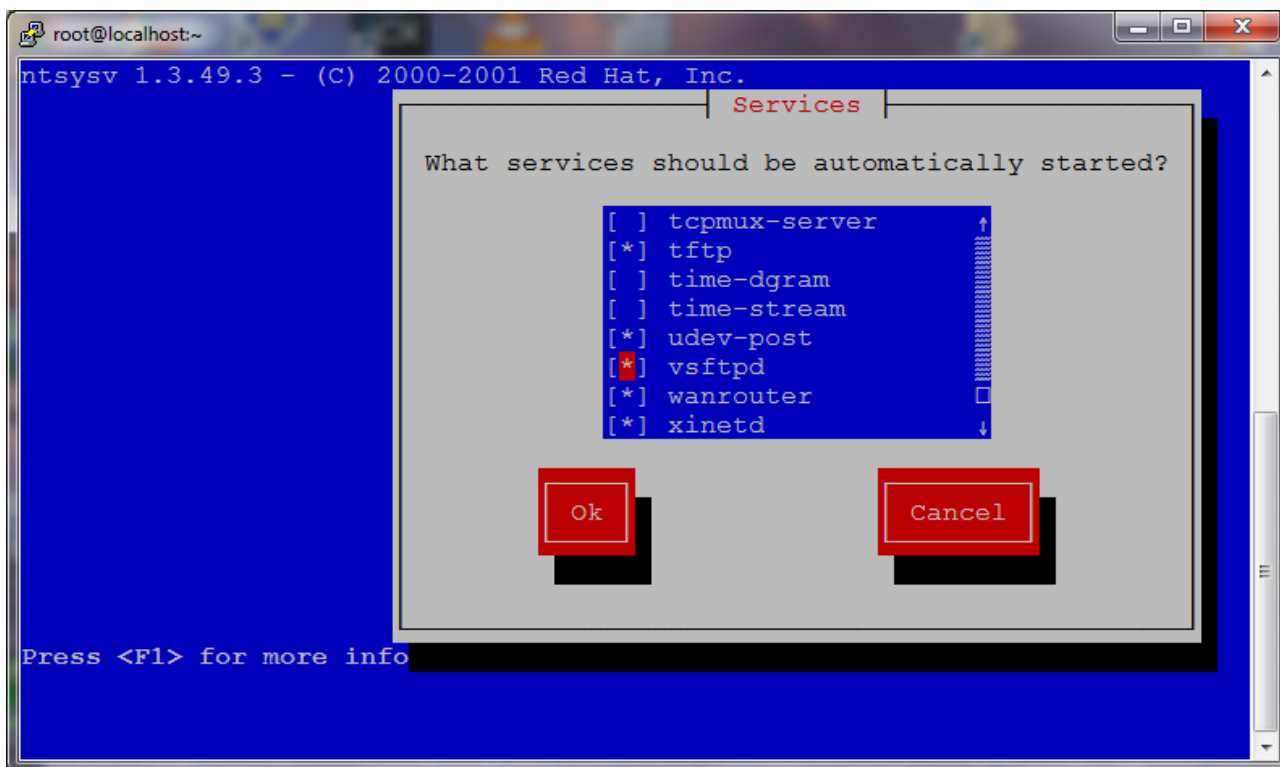 root@localhost:~
ntsysv 1.3.49.3 - (C) 2000-2001 Red Hat, Inc.
Services
What services should be automatically started?
[ ] tcpmux-server
[*] tftp
[ ] time-dgram
[ ] time-stream
[*] udev-post
[*] vsftpd
[*] wanrouter
[*] xinetd
Ok Cancel
Press <F1> for more info